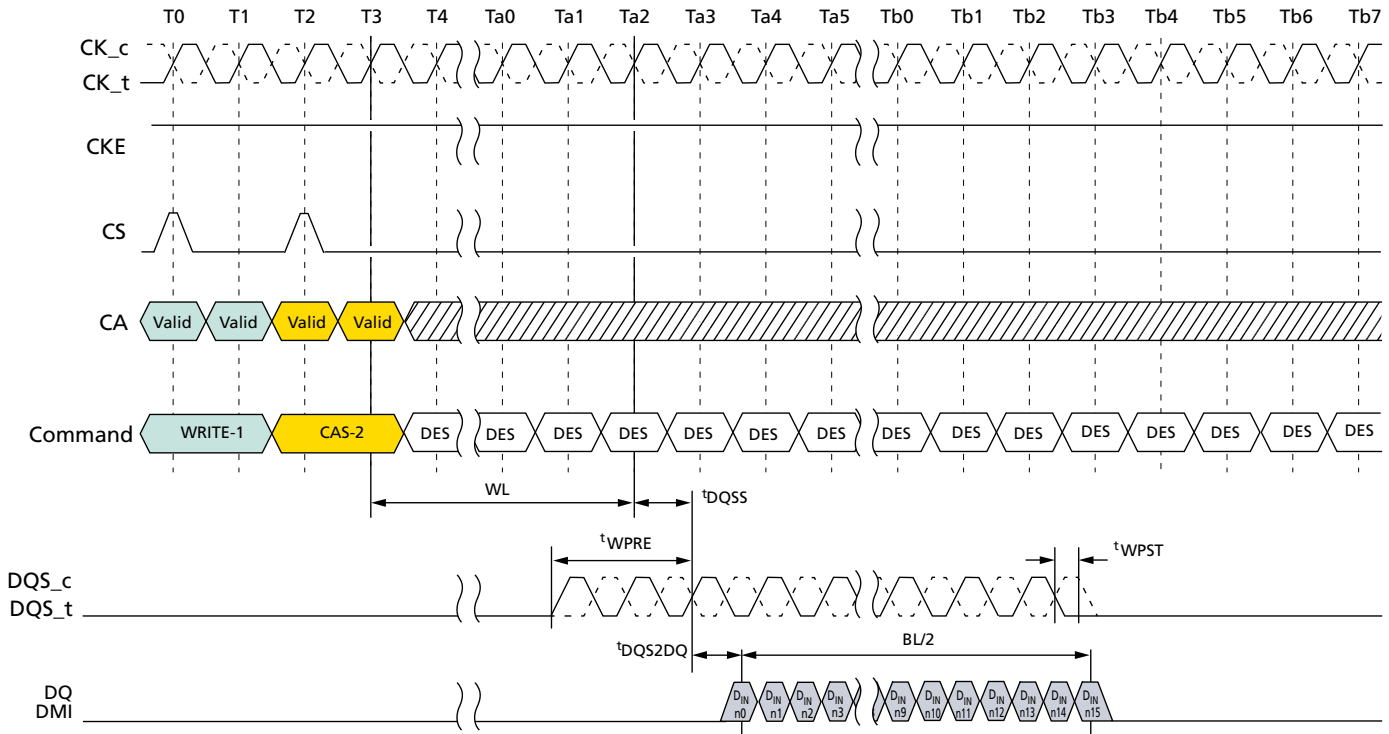 T0 T1 T2 T3 T4 Ta0 Ta1 Ta2 Ta3 Ta4 Ta5 Tb0 Tb1 Tb2 Tb3 Tb4 Tb5 Tb6 Tb7
CK_c
CK_t
CKE
CS
CA Valid Valid Valid Valid
Command WRITE-1 CAS-2 DES DES DES DES DES DES DES DES DES DES DES DES DES DES DES
WL tDQSS
tWPRE tWPST
DQS_c
DQS_t
tDQS2DQ BL/2
DQ
DMI
DIN n0 DIN n1 DIN n2 DIN n3 DIN n9 DIN n10 DIN n11 DIN n12 DIN n13 DIN n14 DIN n15